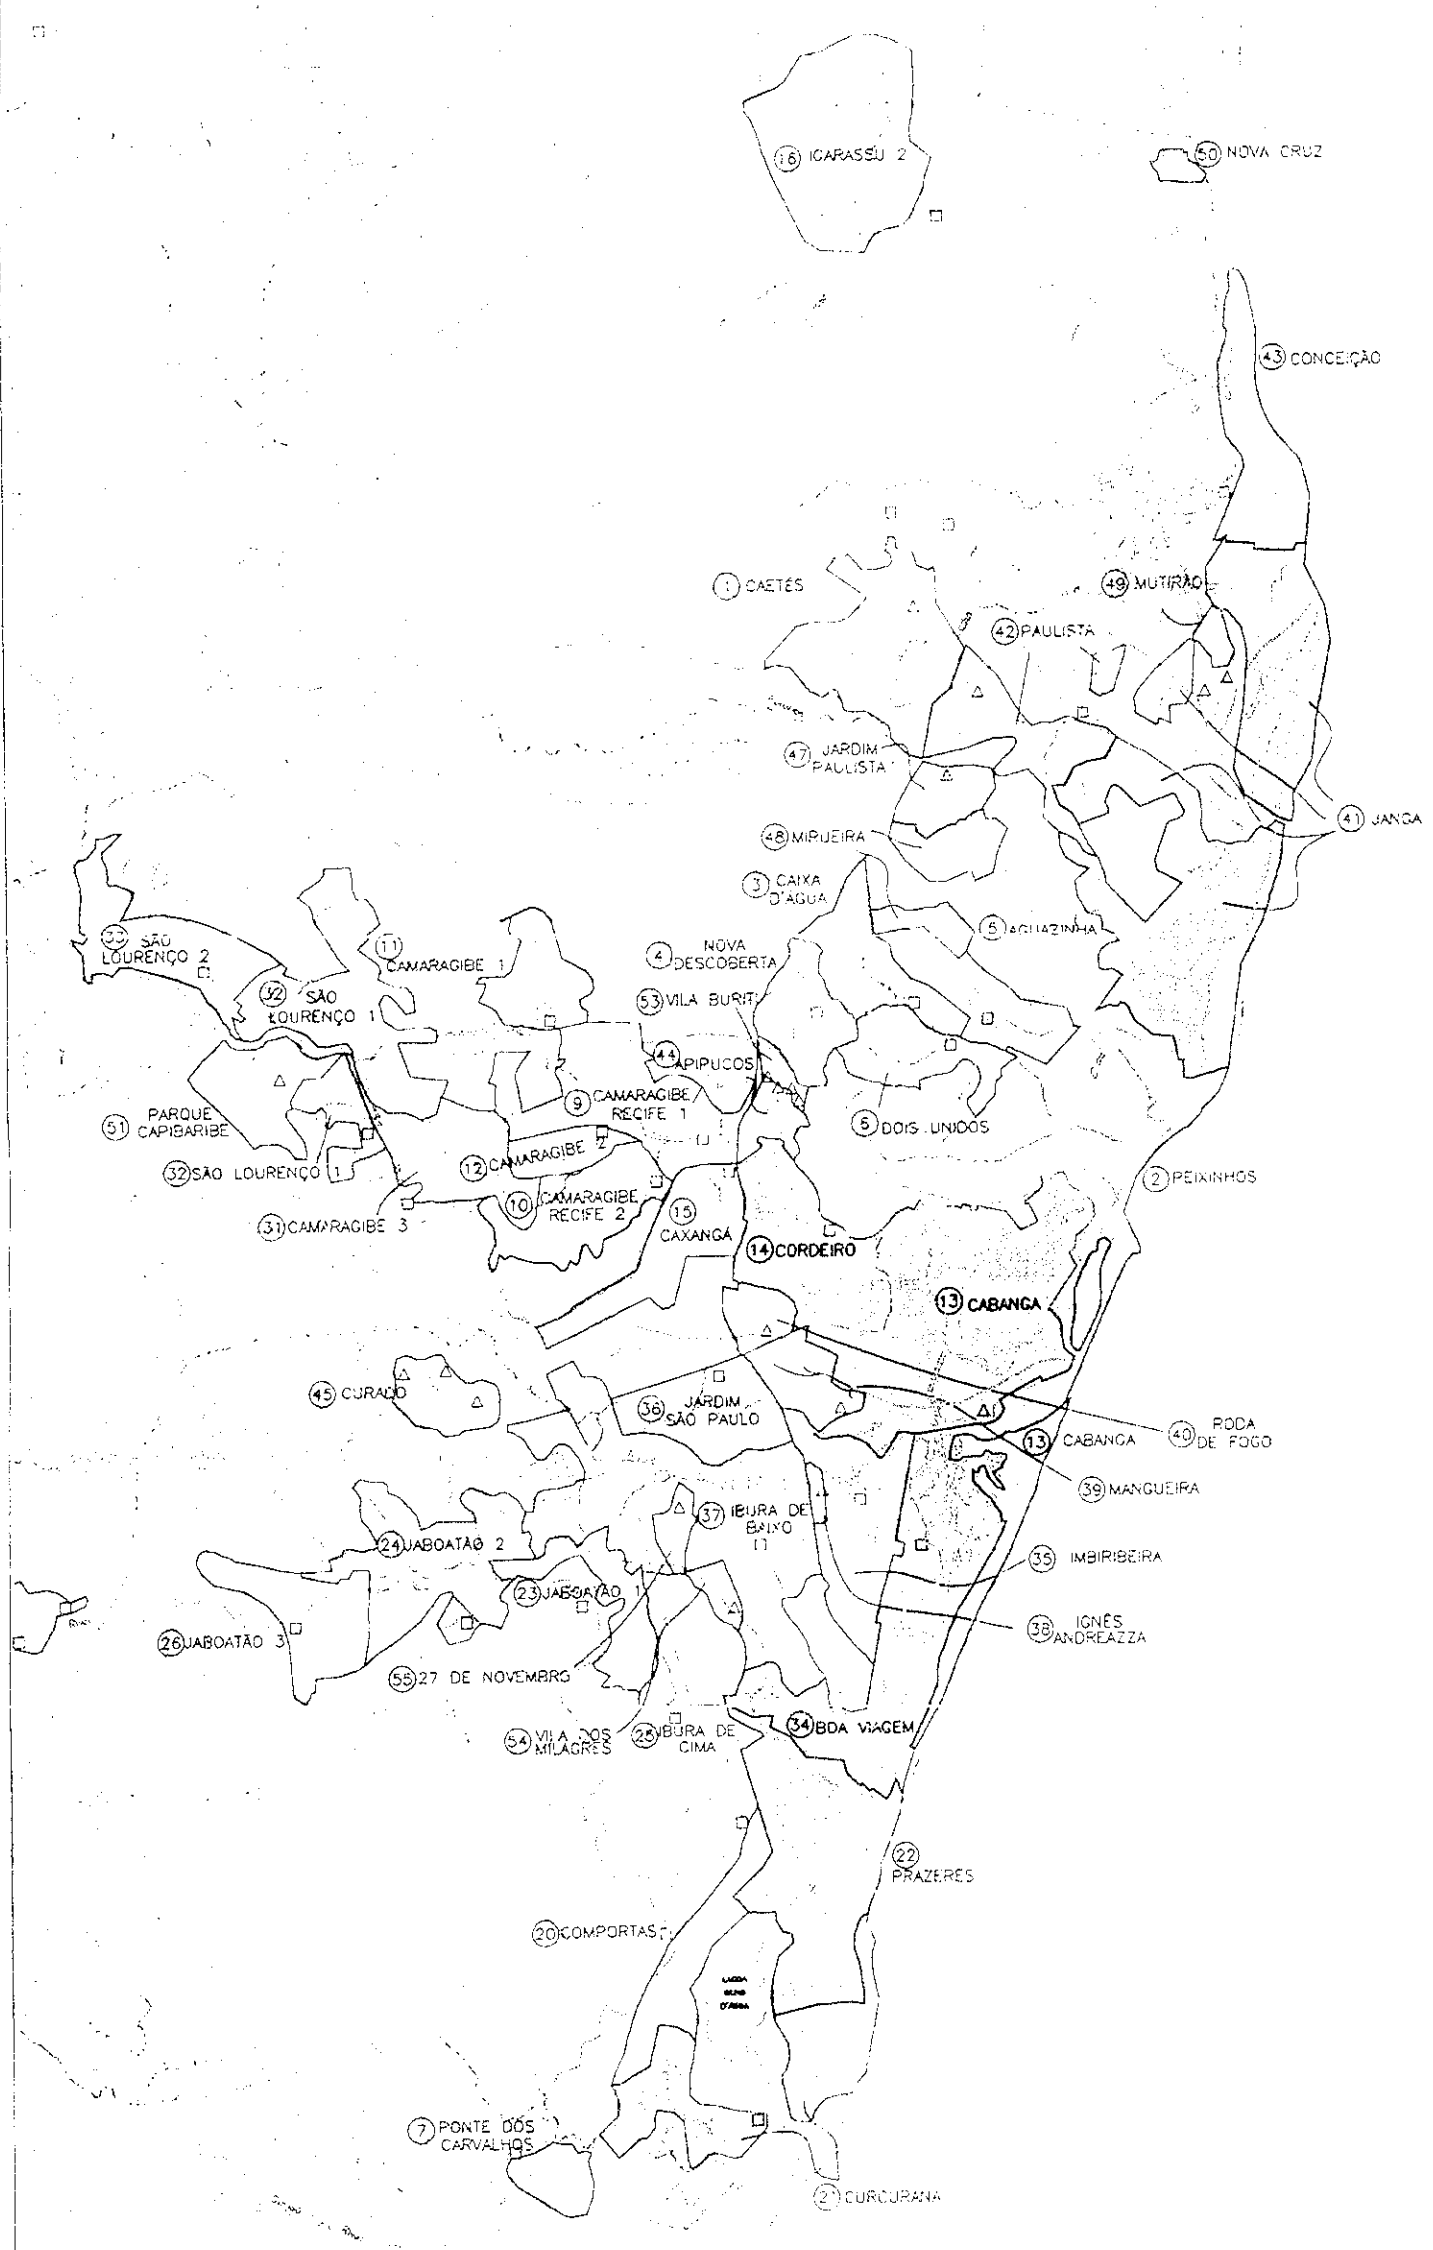 16 IGARASSU 2
50 NOVA CRUZ
43 CONCEIÇÃO
1 CAETÉS
49 MUTIRÃO
42 PAULISTA
47 JARDIM
PAULISTA
41 JANGA
48 MIRUEIRA
3 CAIXA
D'ÁGUA
5 AGUAZINHA
33 SÃO
LOURENÇO 2
11
CAMARAGIBE 1
4 NOVA
DESCOBERTA
32 SÃO
LOURENÇO 1
53 VILA BURITI
44 APIPUCOS
9 CAMARAGIBE
RECIFE 1
51 PARQUE
CAPIBARIBE
6 DOIS UNIDOS
32 SÃO LOURENÇO 1
12 CAMARAGIBE 2
2 PEIXINHOS
10 CAMARAGIBE
RECIFE 2
31 CAMARAGIBE 3
15
CAXANGÁ
14 CORDEIRO
13 CABANGA
45 CURADO
36 JARDIM
SÃO PAULO
40 RODA
DE FOGO
13 CABANGA
39 MANGUEIRA
37 IBURA DE
BAIXO
24 JABOATÃO 2
35 IMBIRIBEIRA
23 JABOATÃO 1
38 IGNÊS
ANDREAZZA
26 JABOATÃO 3
55 27 DE NOVEMBRO
54 VILA DOS
MILAGRES
25 IBURA DE
CIMA
34 BOA VIAGEM
22
PRAZERES
20 COMPORTAS
LAGOA
D'ÁGUA
7 PONTE DOS
CARVALHOS
21 CURCURANA